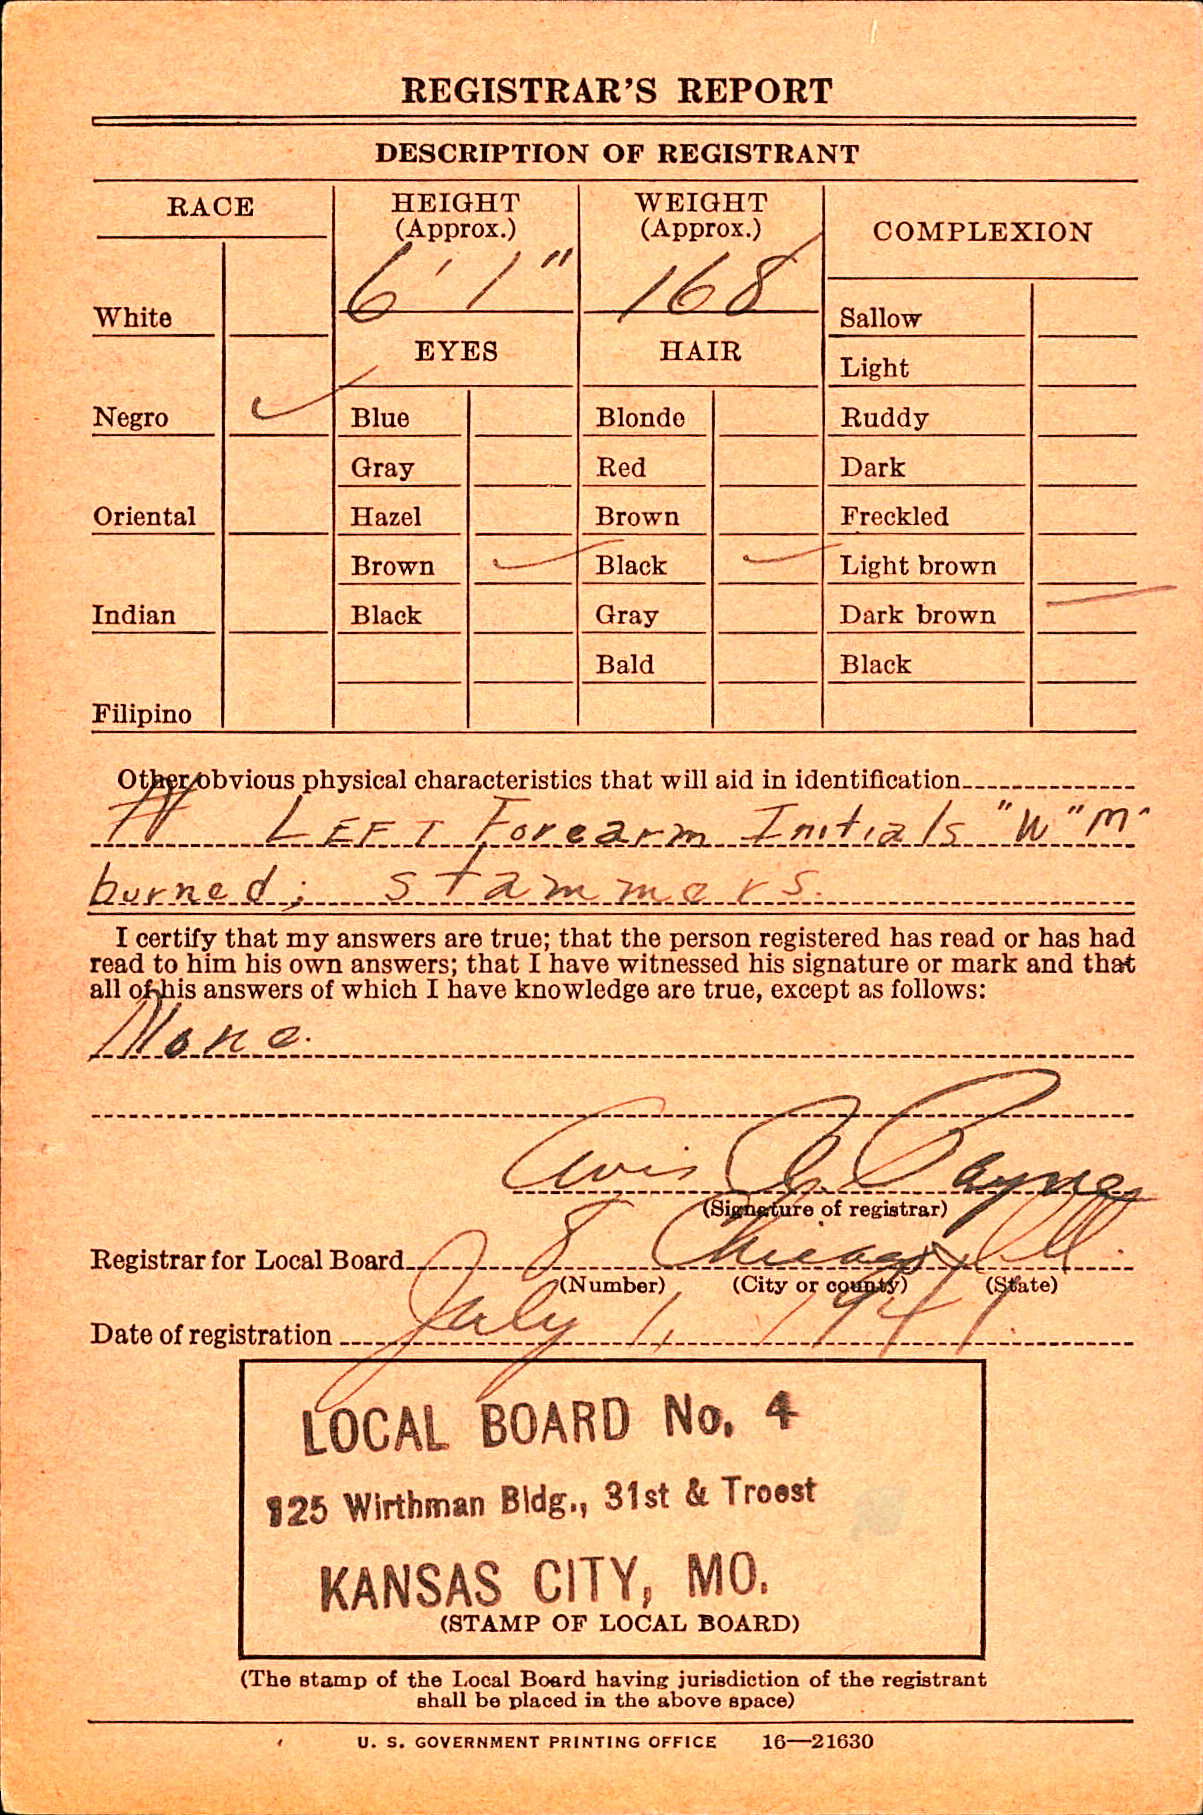 REGISTRAR'S REPORT
DESCRIPTION OF REGISTRANT
RACE
HEIGHT
(Approx.)
WEIGHT
(Approx.)
COMPLEXION
6' 1"
168
White
Sallow
EYES
HAIR
Light
Negro ✓
Blue
Blonde
Ruddy
Gray
Red
Dark
Oriental
Hazel
Brown
Freckled
Brown ✓
Black ✓
Light brown
Indian
Black
Gray
Dark brown
Bald
Black
Filipino
Other obvious physical characteristics that will aid in identification
LEFT Forearm Initials "W" "M"
burned; stammers.
I certify that my answers are true; that the person registered has read or has had
read to him his own answers; that I have witnessed his signature or mark and that
all of his answers of which I have knowledge are true, except as follows:
None.
Avis Payne
(Signature of registrar)
Registrar for Local Board 8 Chicago, Ill.
(Number) (City or county) (State)
Date of registration July 1, 1941.
LOCAL BOARD No. 4
125 Wirthman Bldg., 31st & Troost
KANSAS CITY, MO.
(STAMP OF LOCAL BOARD)
(The stamp of the Local Board having jurisdiction of the registrant
shall be placed in the above space)
U. S. GOVERNMENT PRINTING OFFICE 16—21630